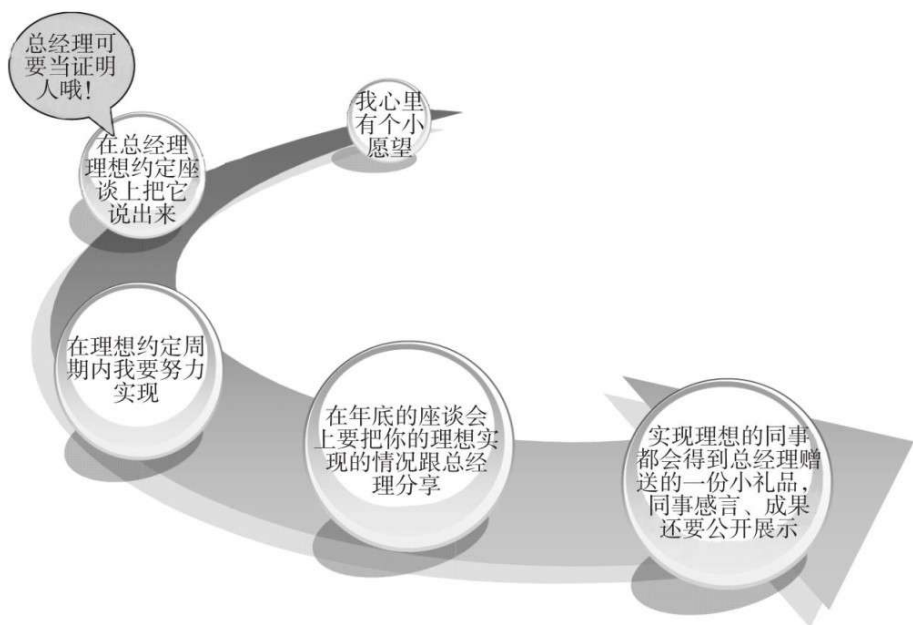 总经理可
要当证明
人哦！
我心里
有个小
愿望
在总经理
理想约定座
谈上把它
说出来
在理想约定周
期内我要努力
实现
在年底的座谈会
上要把你的理想实
现的情况跟总经
理分享
实现理想的同事
都会得到总经理赠
送的一份小礼品，
同事感言、成果
还要公开展示